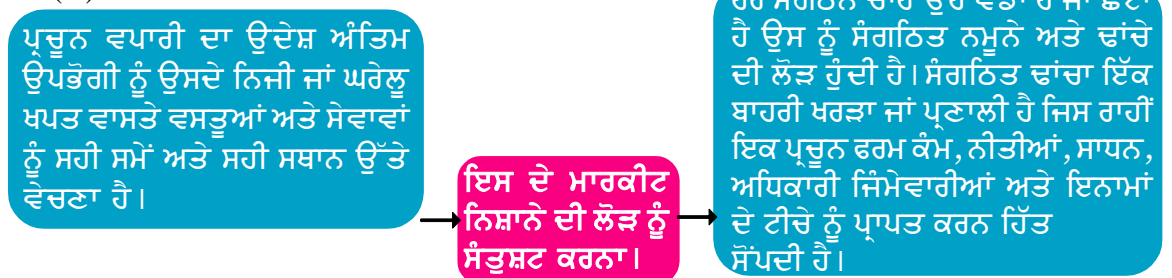 ਪ੍ਰਚੂਨ ਵਪਾਰੀ ਦਾ ਉਦੇਸ਼ ਅੰਤਿਮ
ਉਪਭੋਗੀ ਨੂੰ ਉਸਦੇ ਨਿਜੀ ਜਾਂ ਘਰੇਲੂ
ਖਪਤ ਵਾਸਤੇ ਵਸਤੂਆਂ ਅਤੇ ਸੇਵਾਵਾਂ
ਨੂੰ ਸਹੀ ਸਮੇਂ ਅਤੇ ਸਹੀ ਸਥਾਨ ਉੱਤੇ
ਵੇਚਣਾ ਹੈ।
ਇਸ ਦੇ ਮਾਰਕੀਟ
ਨਿਸ਼ਾਨੇ ਦੀ ਲੋੜ ਨੂੰ
ਸੰਤੁਸ਼ਟ ਕਰਨਾ।
ਹੈ ਉਸ ਨੂੰ ਸੰਗਠਿਤ ਨਮੂਨੇ ਅਤੇ ਢਾਂਚੇ
ਦੀ ਲੋੜ ਹੁੰਦੀ ਹੈ। ਸੰਗਠਿਤ ਢਾਂਚਾ ਇੱਕ
ਬਾਹਰੀ ਖਰੜਾ ਜਾਂ ਪ੍ਰਣਾਲੀ ਹੈ ਜਿਸ ਰਾਹੀਂ
ਇਕ ਪ੍ਰਚੂਨ ਫਰਮ ਕੰਮ, ਨੀਤੀਆਂ, ਸਾਧਨ,
ਅਧਿਕਾਰੀ ਜਿੰਮੇਵਾਰੀਆਂ ਅਤੇ ਇਨਾਮਾਂ
ਦੇ ਟੀਚੇ ਨੂੰ ਪ੍ਰਾਪਤ ਕਰਨ ਹਿੱਤ
ਸੌਂਪਦੀ ਹੈ।